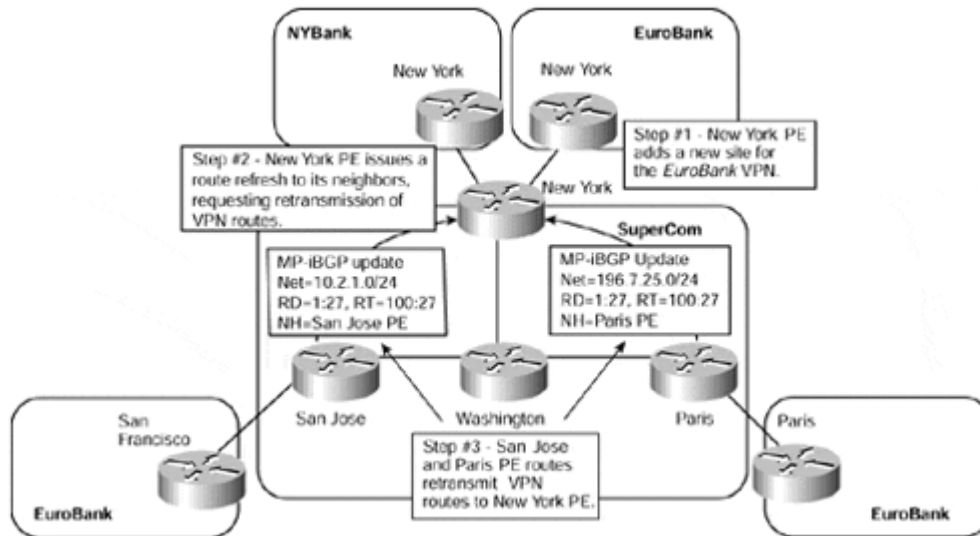 NYBank
EuroBank
New York
New York
Step #1 - New York PE
adds a new site for
the EuroBank VPN.
Step #2 - New York PE issues a
route refresh to its neighbors,
requesting retransmission of
VPN routes.
New York
SuperCom
MP-iBGP update
Net=10.2.1.0/24
RD=1:27, RT=100:27
NH=San Jose PE
MP-iBGP Update
Net=196.7.25.0/24
RD=1:27, RT=100:27
NH=Paris PE
San Jose
Washington
Paris
San
Francisco
Paris
Step #3 - San Jose
and Paris PE routes
retransmit VPN
routes to New York PE.
EuroBank
EuroBank